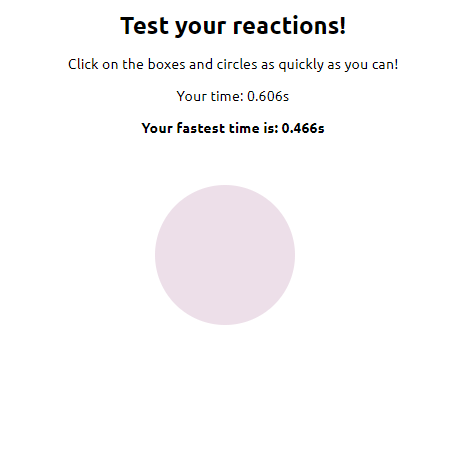 Test your reactions!
Click on the boxes and circles as quickly as you can!
Your time: 0.606s
Your fastest time is: 0.466s